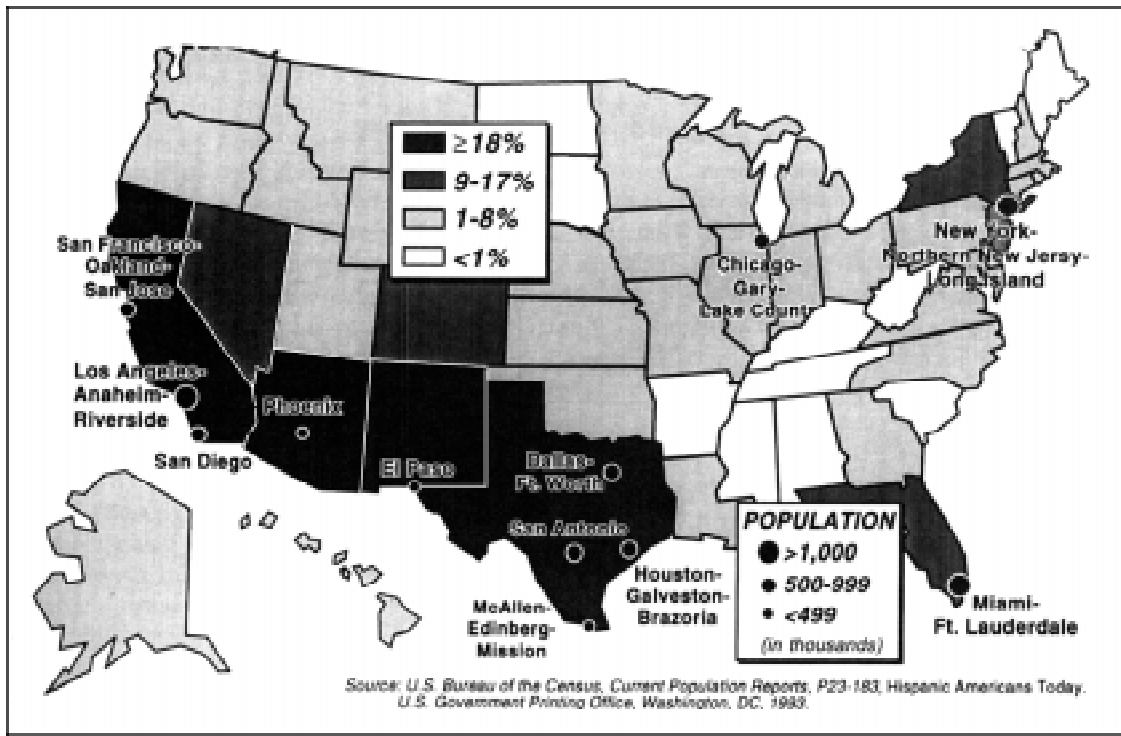 ≥18%
9-17%
1-8%
<1%
San Francisco-
Oakland-
San Jose
Los Angeles-
Anaheim-
Riverside
San Diego
Phoenix
El Paso
Dallas-
Ft. Worth
San Antonio
Houston-
Galveston-
Brazoria
McAllen-
Edinberg-
Mission
Chicago-
Gary-
Lake County
New York-
Northern New Jersy-
Long Island
Miami-
Ft. Lauderdale
POPULATION
>1,000
500-999
<499
(in thousands)
Source: U.S. Bureau of the Census, Current Population Reports, P23-183, Hispanic Americans Today.
U.S. Government Printing Office, Washington, DC, 1993.